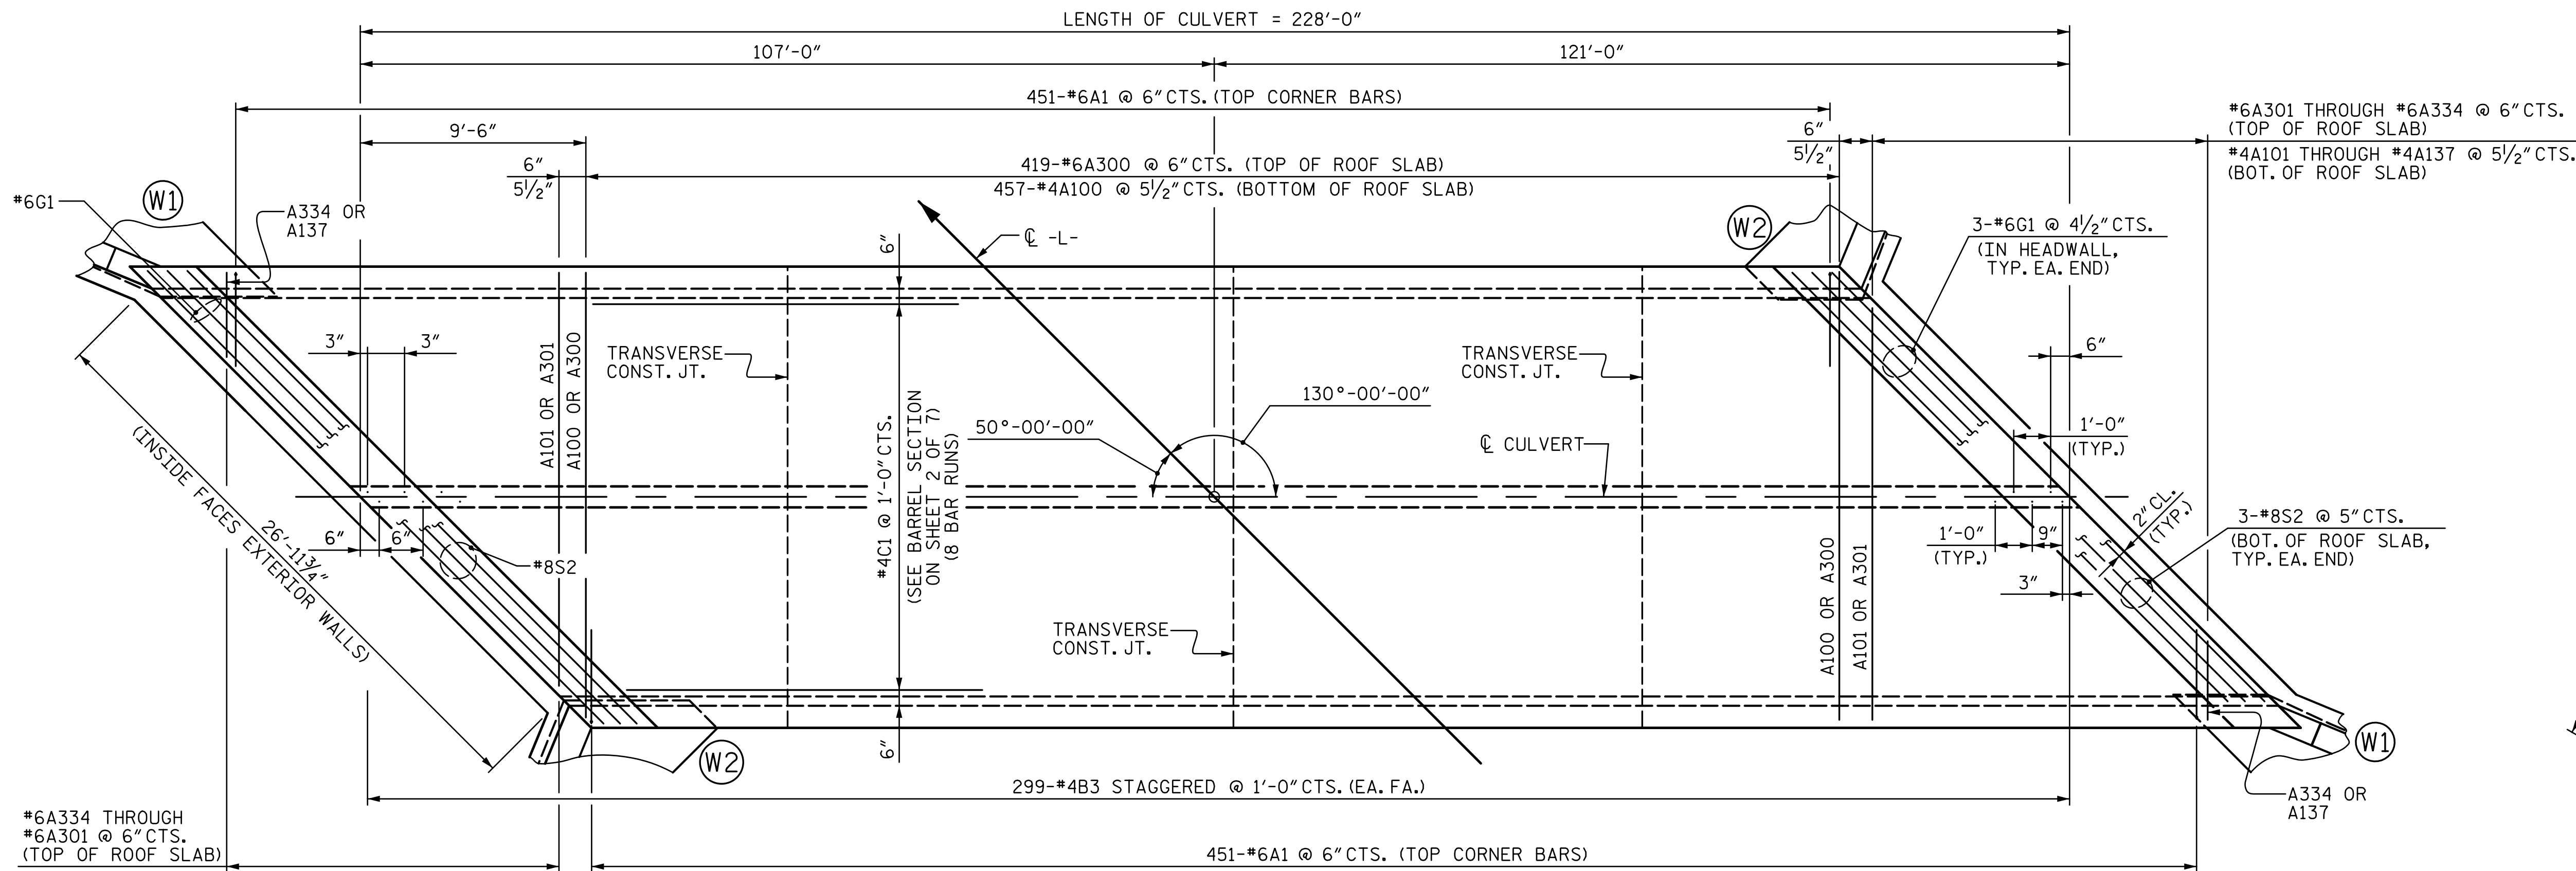 LENGTH OF CULVERT = 228'-0"
107'-0"
121'-0"
451-#6A1 @ 6" CTS. (TOP CORNER BARS)
#6A301 THROUGH #6A334 @ 6" CTS.
(TOP OF ROOF SLAB)
#4A101 THROUGH #4A137 @ 5½" CTS.
(BOT. OF ROOF SLAB)
9'-6"
6"
5½"
419-#6A300 @ 6" CTS. (TOP OF ROOF SLAB)
457-#4A100 @ 5½" CTS. (BOTTOM OF ROOF SLAB)
6"
5½"
#6G1
W1
A334 OR
A137
6"
℄ -L-
W2
3-#6G1 @ 4½" CTS.
(IN HEADWALL,
TYP. EA. END)
3"
3"
A101 OR A301
A100 OR A300
TRANSVERSE
CONST. JT.
#4C1 @ 1'-0" CTS.
(SEE BARREL SECTION
ON SHEET 2 OF 7)
(8 BAR RUNS)
50°-00'-00"
130°-00'-00"
TRANSVERSE
CONST. JT.
℄ CULVERT
6"
1'-0"
(TYP.)
26'-11¾"
(INSIDE FACES EXTERIOR WALLS)
6"
6"
#8S2
TRANSVERSE
CONST. JT.
A100 OR A300
A101 OR A301
1'-0"
(TYP.)
9"
3"
2" CL.
(TYP.)
3-#8S2 @ 5" CTS.
(BOT. OF ROOF SLAB,
TYP. EA. END)
W2
6"
W1
299-#4B3 STAGGERED @ 1'-0" CTS. (EA. FA.)
A334 OR
A137
#6A334 THROUGH
#6A301 @ 6" CTS.
(TOP OF ROOF SLAB)
451-#6A1 @ 6" CTS. (TOP CORNER BARS)